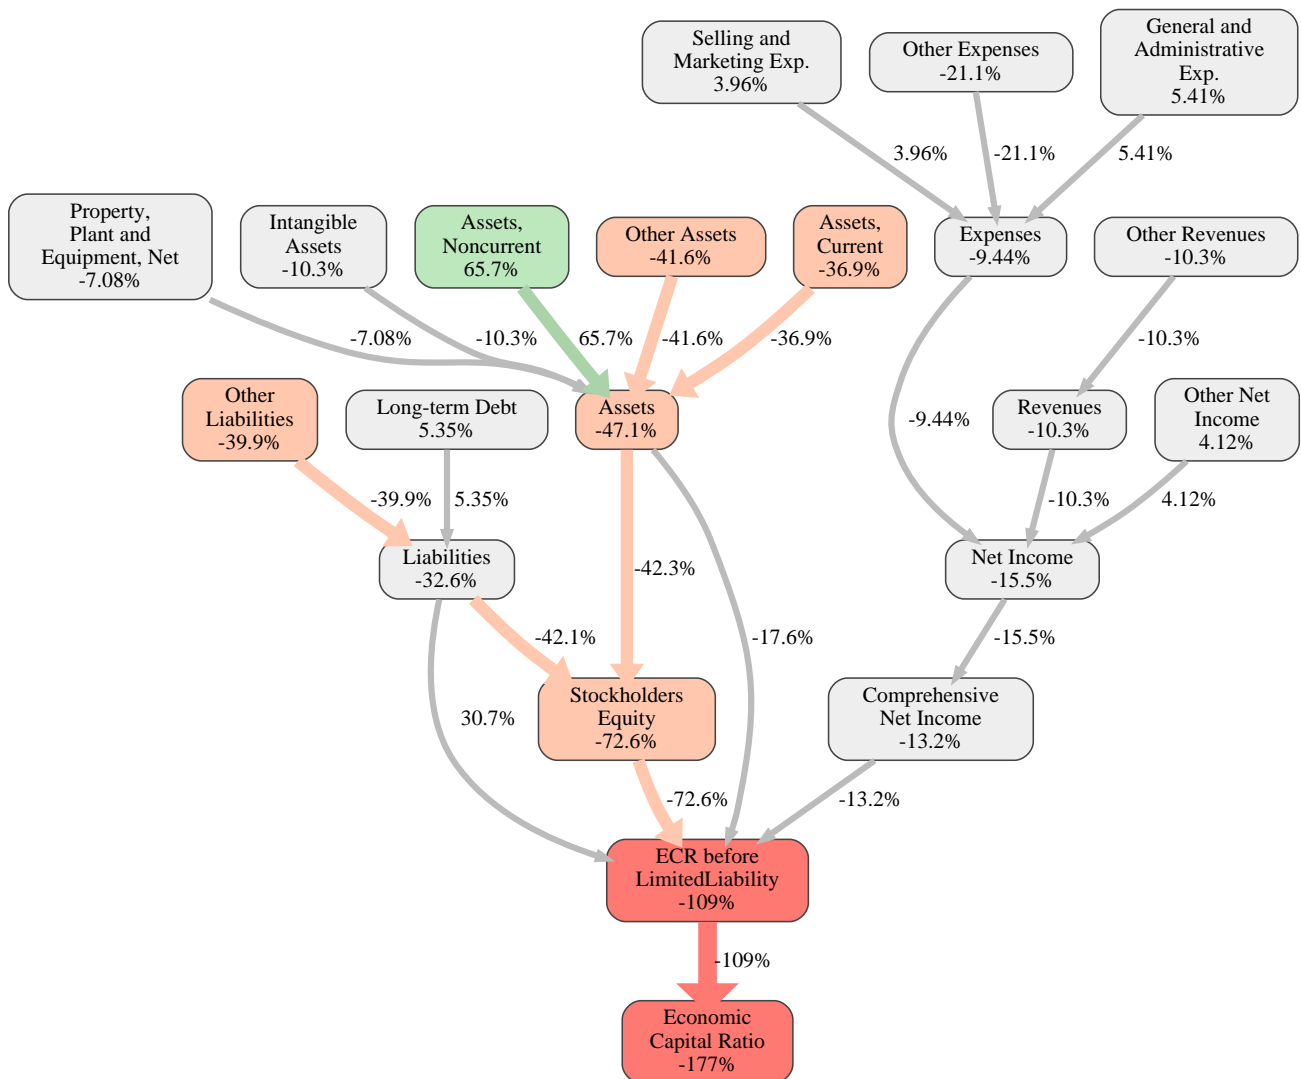 Selling and
Marketing Exp.
3.96%
Other Expenses
-21.1%
General and
Administrative
Exp.
5.41%
3.96%
-21.1%
5.41%
Property,
Plant and
Equipment, Net
-7.08%
Intangible
Assets
-10.3%
Assets,
Noncurrent
65.7%
Other Assets
-41.6%
Assets,
Current
-36.9%
Expenses
-9.44%
Other Revenues
-10.3%
-7.08%
-10.3%
65.7%
-41.6%
-36.9%
-10.3%
Other
Liabilities
-39.9%
Long-term Debt
5.35%
Assets
-47.1%
-9.44%
Revenues
-10.3%
Other Net
Income
4.12%
-39.9%
5.35%
-10.3%
4.12%
Liabilities
-32.6%
-42.3%
Net Income
-15.5%
-42.1%
-17.6%
-15.5%
30.7%
Stockholders
Equity
-72.6%
Comprehensive
Net Income
-13.2%
-72.6%
-13.2%
ECR before
LimitedLiability
-109%
-109%
Economic
Capital Ratio
-177%